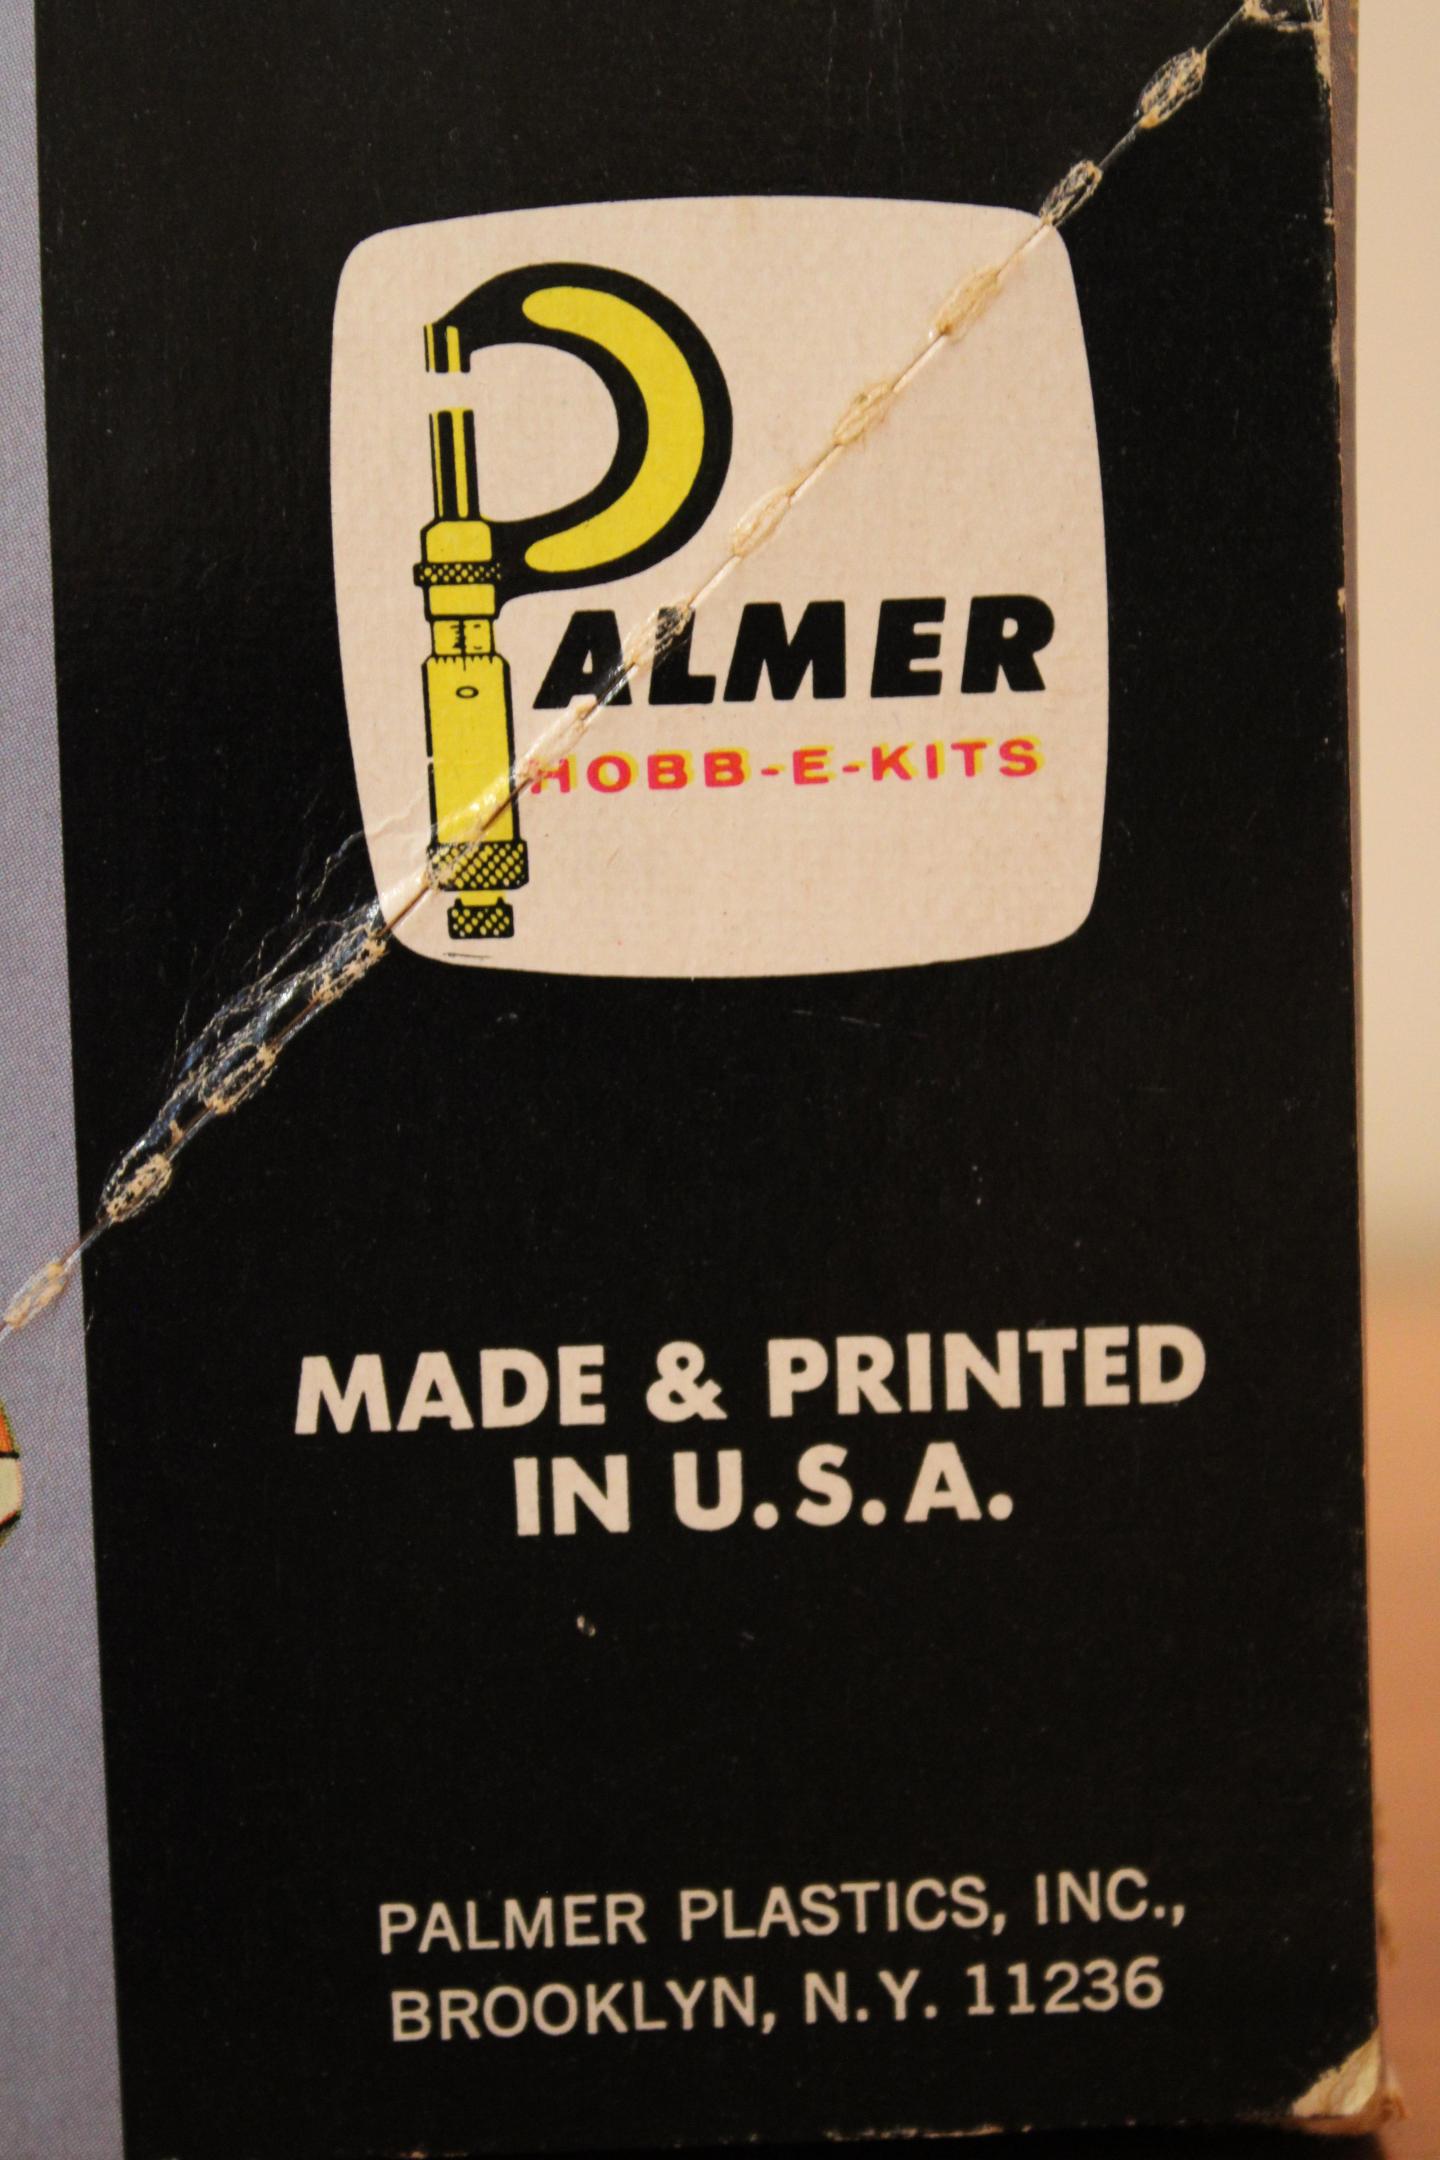 PALMER
HOBB-E-KITS
MADE & PRINTED
IN U.S.A.
PALMER PLASTICS, INC.,
BROOKLYN, N.Y. 11236